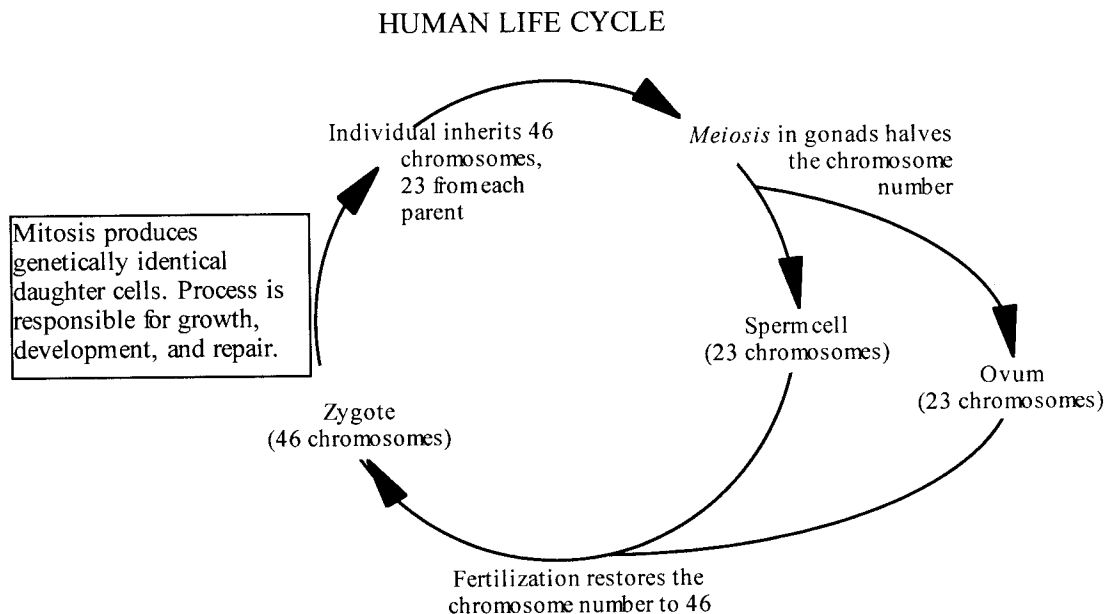 HUMAN LIFE CYCLE
Individual inherits 46
chromosomes,
23 from each
parent
Meiosis in gonads halves
the chromosome
number
Mitosis produces
genetically identical
daughter cells. Process is
responsible for growth,
development, and repair.
Sperm cell
(23 chromosomes)
Ovum
(23 chromosomes)
Zygote
(46 chromosomes)
Fertilization restores the
chromosome number to 46